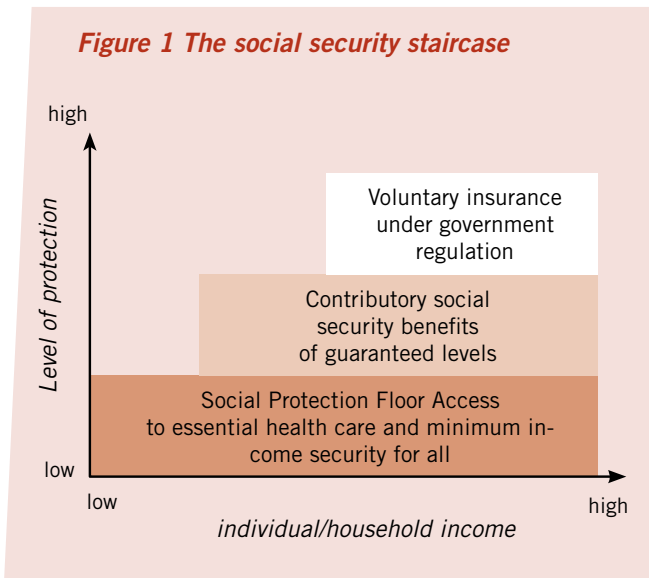 Figure 1 The social security staircase
high
Level of protection
Voluntary insurance
under government
regulation
Contributory social
security benefits
of guaranteed levels
Social Protection Floor Access
to essential health care and minimum in-
come security for all
low
low
high
individual/household income